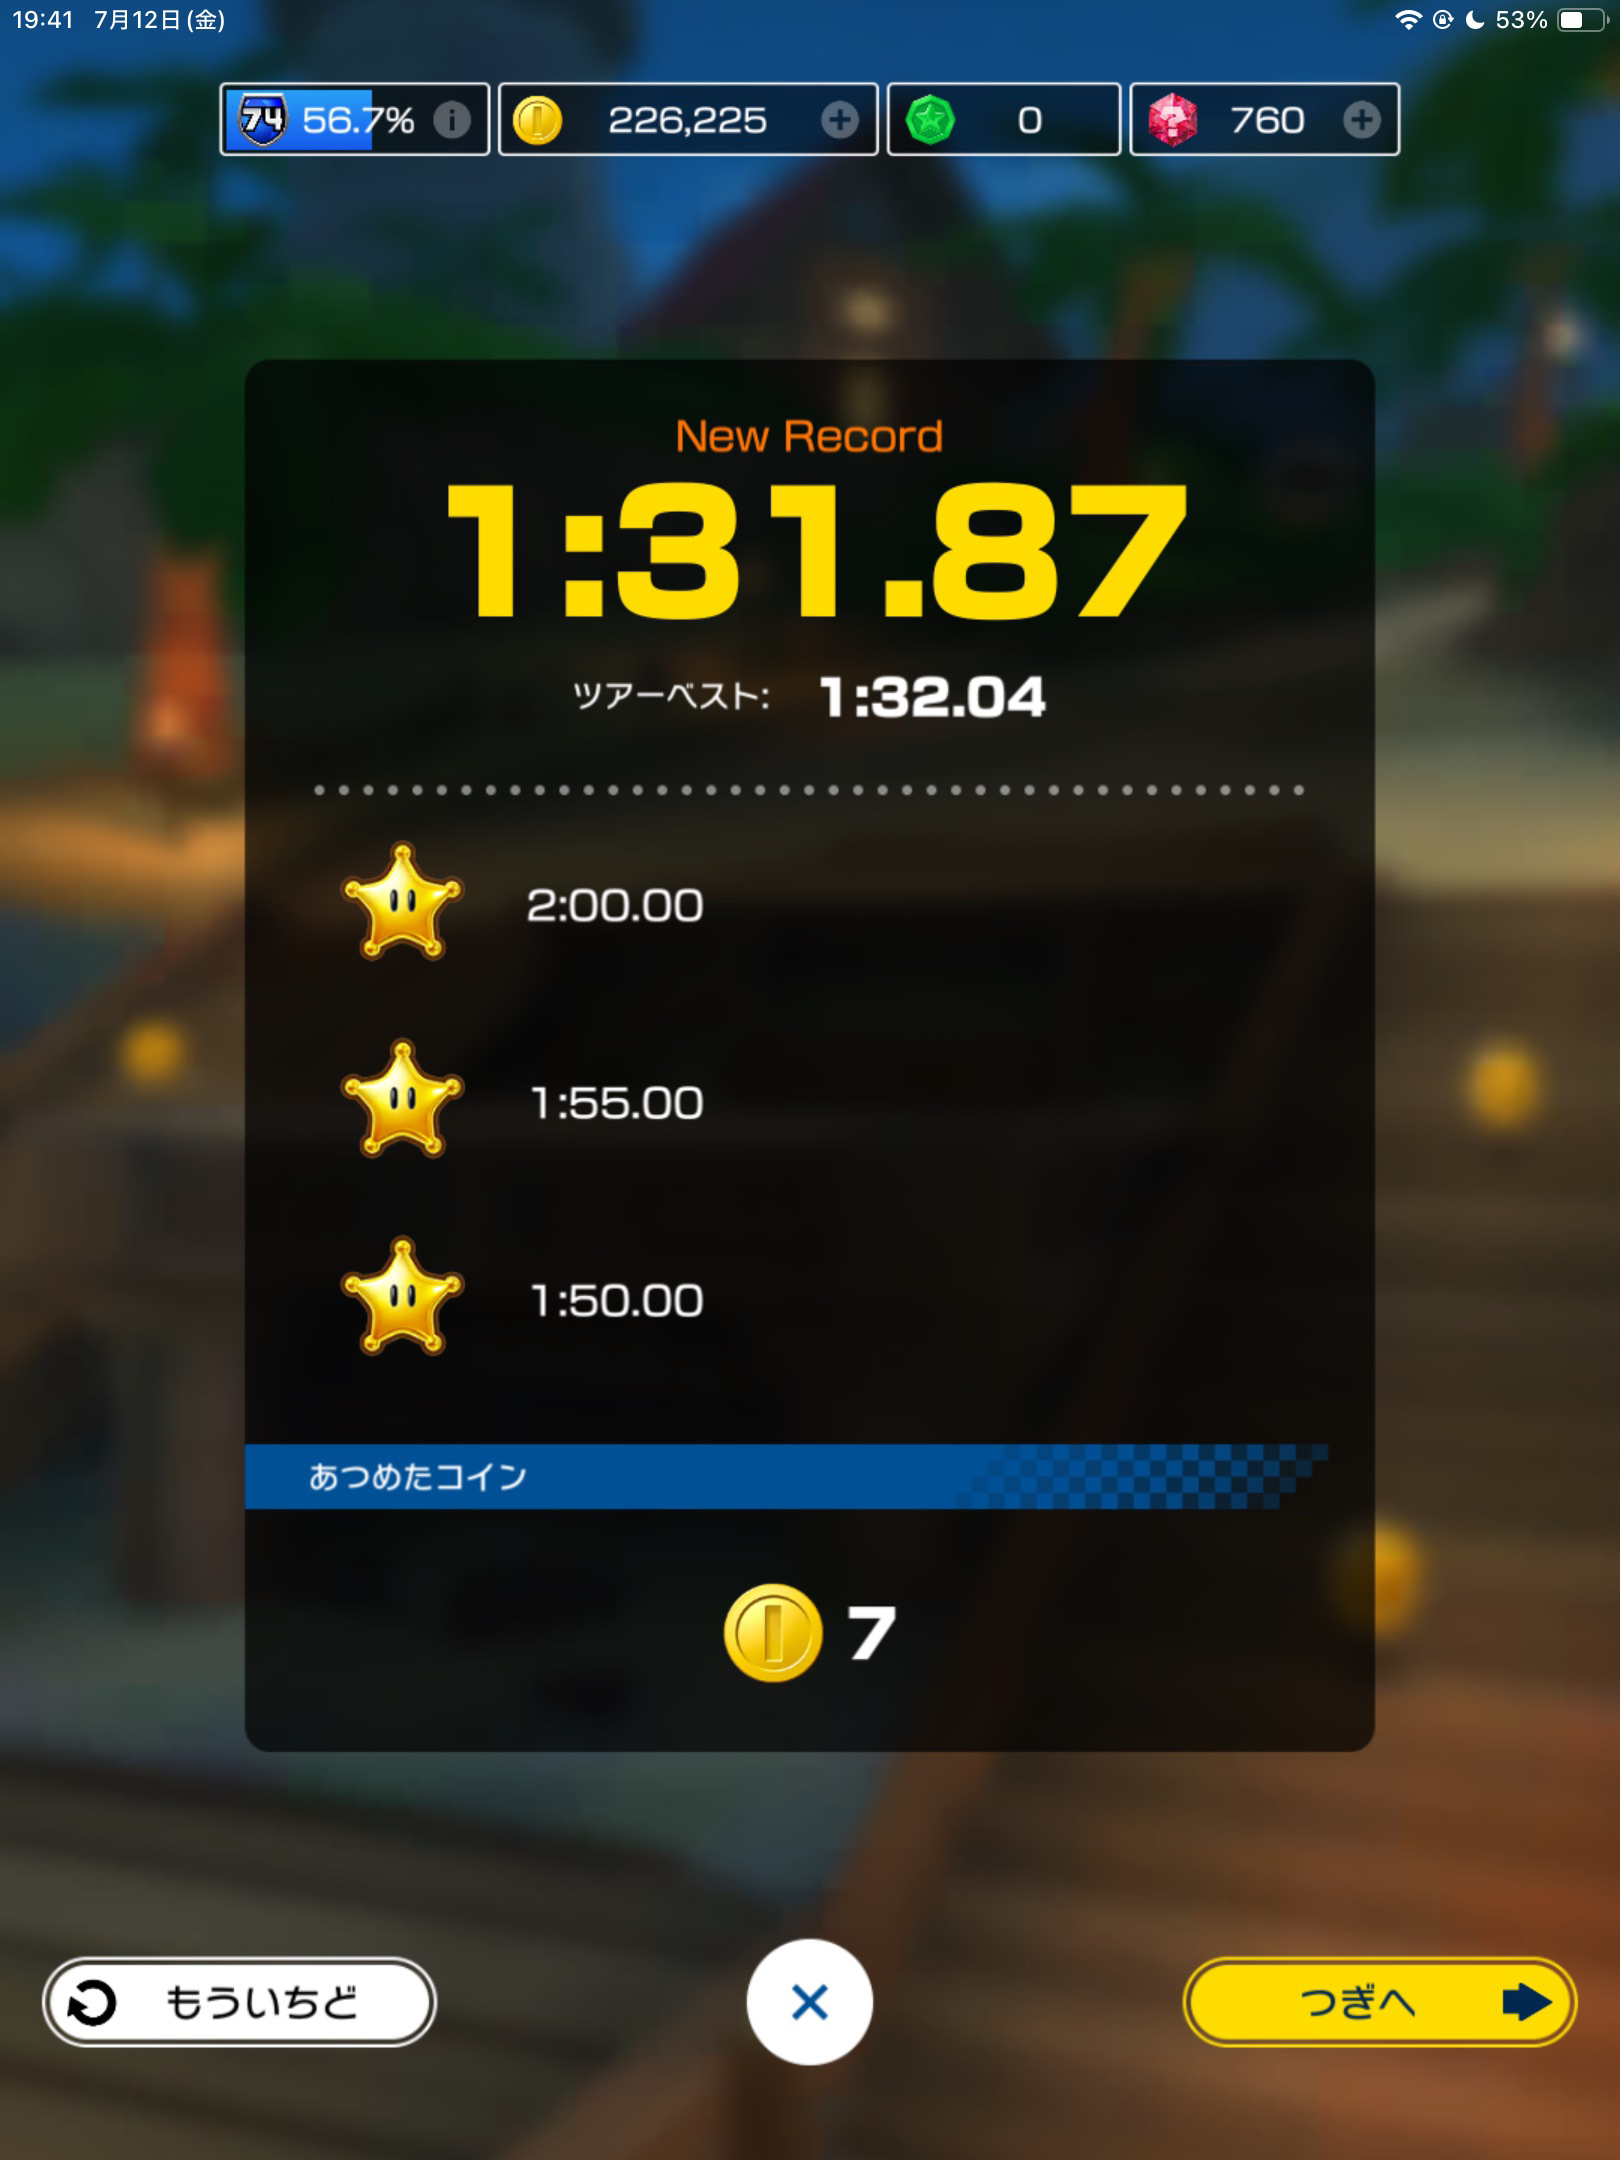 19:41 7月12日(金) 53%
74 56.7% i 226,225 + 0 ? 760 +
New Record
1:31.87
ツアーベスト: 1:32.04
2:00.00
1:55.00
1:50.00
あつめたコイン
7
もういちど × つぎへ